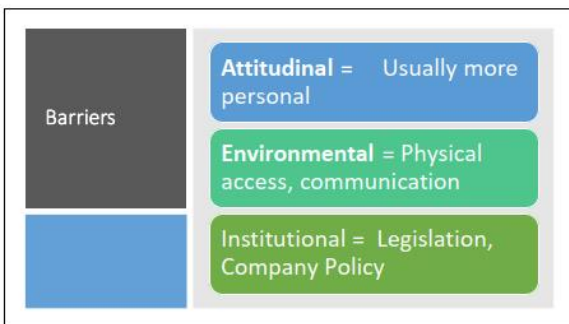 Barriers
Attitudinal = Usually more
personal
Environmental = Physical
access, communication
Institutional = Legislation,
Company Policy